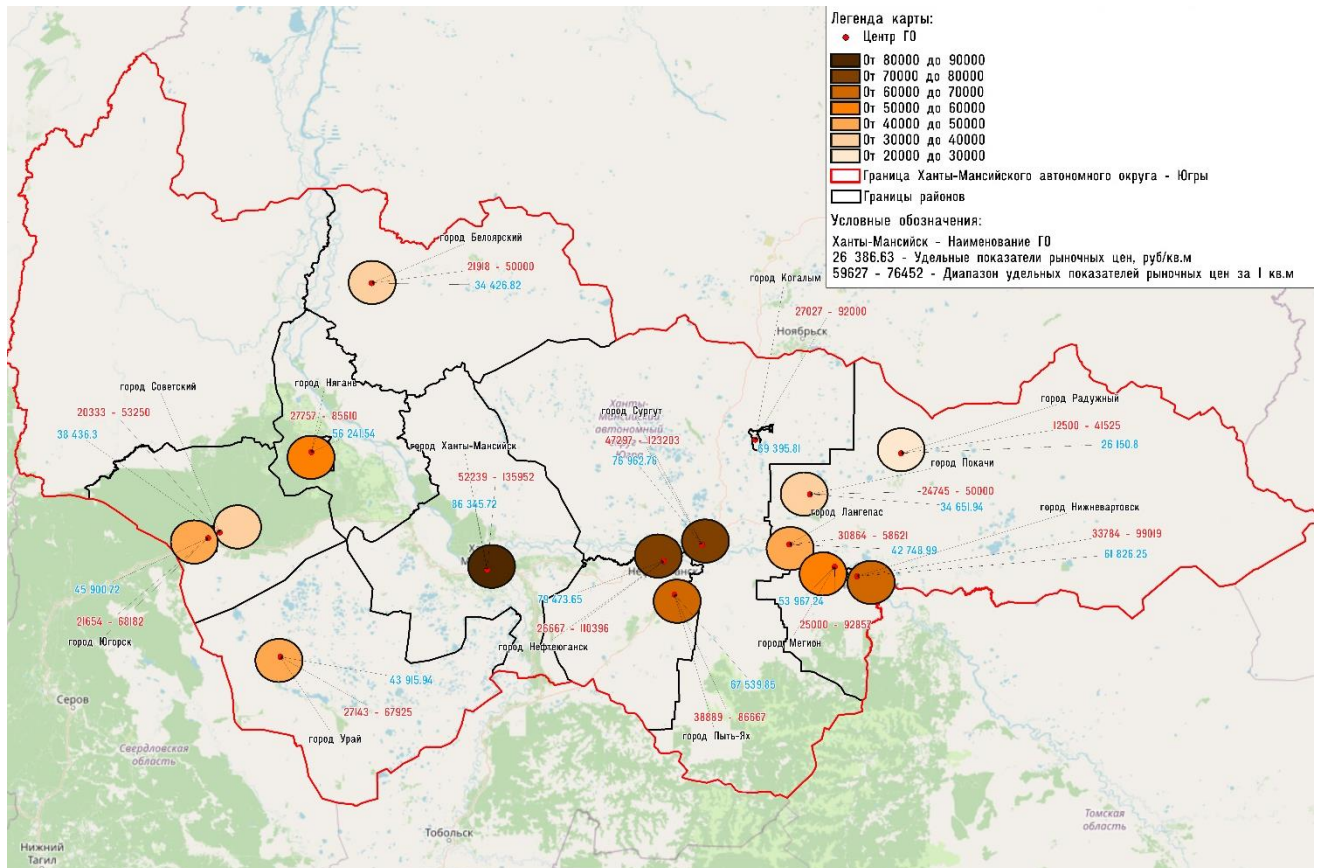 Легенда карты:
Центр ГО
От 80000 до 90000
От 70000 до 80000
От 60000 до 70000
От 50000 до 60000
От 40000 до 50000
От 30000 до 40000
От 20000 до 30000
Граница Ханты-Мансийского автономного округа - Югры
Границы районов
Условные обозначения:
Ханты-Мансийск - Наименование ГО
26 386.63 - Удельные показатели рыночных цен, руб/кв.м
59627 - 76452 - Диапазон удельных показателей рыночных цен за 1 кв.м
город Белоярский
21918 - 50000
34 426.82
город Когалым
27027 - 92000
Ноябрьск
69 395.81
город Советский
20333 - 53250
38 436.3
город Нягань
27757 - 85610
56 241.54
город Ханты-Мансийск
52239 - 135952
86 345.72
Ханты-
Мансийский
автономный
округ -
Югра
город Сургут
47297 - 123203
76 962.76
город Радужный
12500 - 41525
26 150.8
город Покачи
24745 - 50000
34 651.94
город Лангепас
30864 - 58621
42 748.99
город Нижневартовск
33784 - 99019
61 826.25
45 900.72
21654 - 68182
город Югорск
79 473.65
26667 - 110396
город Нефтеюганск
53 967.24
25000 - 92857
город Мегион
67 539.85
38889 - 86667
город Пыть-Ях
43 915.94
27143 - 67925
город Урай
Серов
Свердловская
область
Тобольск
Нижний
Тагил
Томская
область